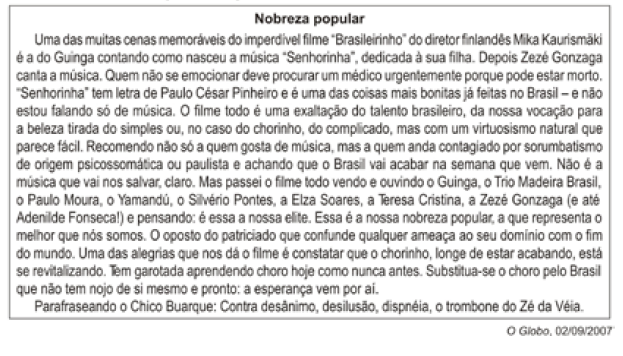 Nobreza popular
Uma das muitas cenas memoráveis do imperdível filme “Brasileirinho” do diretor finlandês Mika Kaurismäki
é a do Guinga contando como nasceu a música “Senhorinha”, dedicada à sua filha. Depois Zezé Gonzaga
canta a música. Quem não se emocionar deve procurar um médico urgentemente porque pode estar morto.
“Senhorinha” tem letra de Paulo César Pinheiro e é uma das coisas mais bonitas já feitas no Brasil – e não
estou falando só de música. O filme todo é uma exaltação do talento brasileiro, da nossa vocação para
a beleza tirada do simples ou, no caso do chorinho, do complicado, mas com um virtuosismo natural que
parece fácil. Recomendo não só a quem gosta de música, mas a quem anda contagiado por sorumbatismo
de origem psicossomática ou paulista e achando que o Brasil vai acabar na semana que vem. Não é a
música que vai nos salvar, claro. Mas passei o filme todo vendo e ouvindo o Guinga, o Trio Madeira Brasil,
o Paulo Moura, o Yamandú, o Silvério Pontes, a Elza Soares, a Teresa Cristina, a Zezé Gonzaga (e até
Adenilde Fonseca!) e pensando: é essa a nossa elite. Essa é a nossa nobreza popular, a que representa o
melhor que nós somos. O oposto do patriciado que confunde qualquer ameaça ao seu domínio com o fim
do mundo. Uma das alegrias que nos dá o filme é constatar que o chorinho, longe de estar acabando, está
se revitalizando. Tem garotada aprendendo choro hoje como nunca antes. Substitua-se o choro pelo Brasil
que não tem nojo de si mesmo e pronto: a esperança vem por aí.
Parafraseando o Chico Buarque: Contra desânimo, desilusão, dispnéia, o trombone do Zé da Véia.
O Globo, 02/09/2007